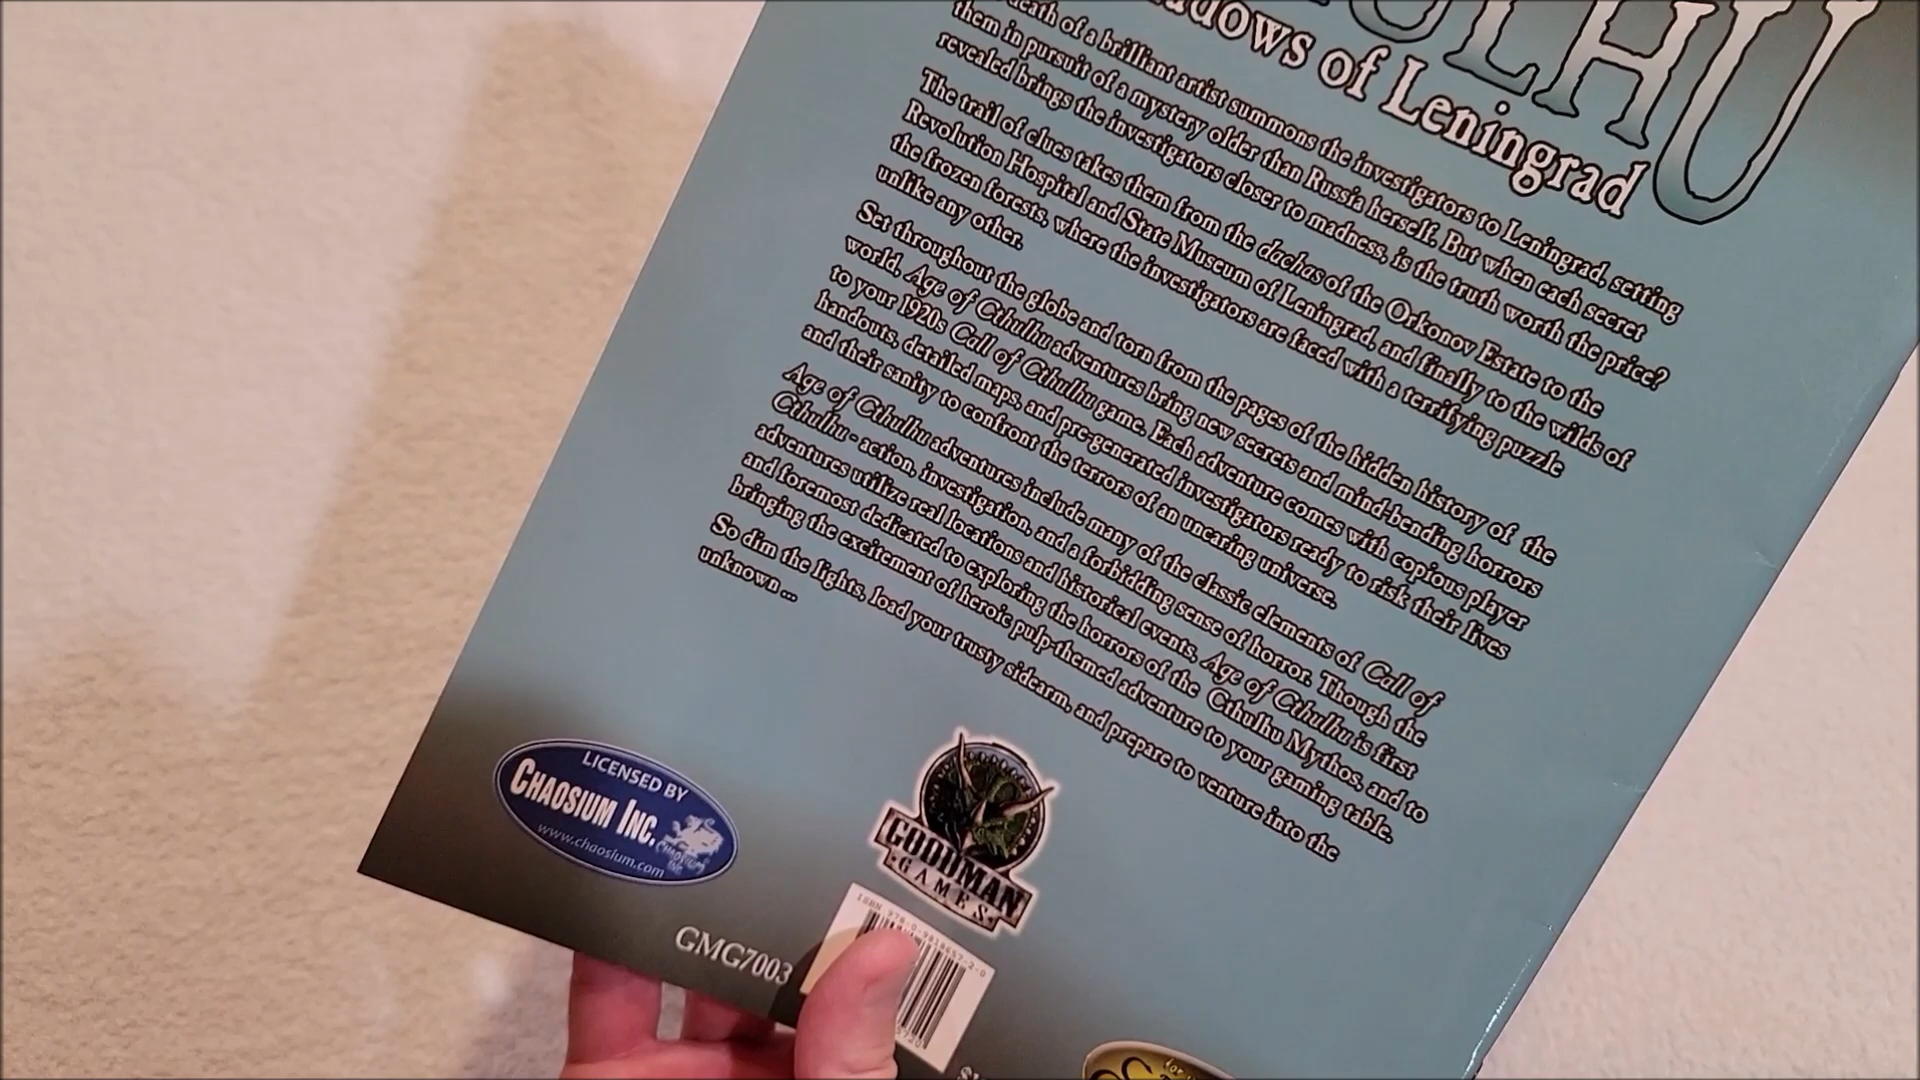 THULHU
adows of Leningrad
death of a brilliant artist summons the investigators to Leningrad, setting
them in pursuit of a mystery older than Russia herself. But when each secret
revealed brings the investigators closer to madness, is the truth worth the price?
The trail of clues takes them from the dachas of the Orkonov Estate to the
Revolution Hospital and State Museum of Leningrad, and finally to the wilds of
the frozen forests, where the investigators are faced with a terrifying puzzle
unlike any other.
Set throughout the globe and torn from the pages of the hidden history of the
world, Age of Cthulhu adventures bring new secrets and mind-bending horrors
to your 1920s Call of Cthulhu game. Each adventure comes with copious player
handouts, detailed maps, and pre-generated investigators ready to risk their lives
and their sanity to confront the terrors of an uncaring universe.
Age of Cthulhu adventures include many of the classic elements of Call of
Cthulhu - action, investigation, and a forbidding sense of horror. Though the
adventures utilize real locations and historical events, Age of Cthulhu is first
and foremost dedicated to exploring the horrors of the Cthulhu Mythos, and to
bringing the excitement of heroic pulp-themed adventure to your gaming table.
So dim the lights, load your trusty sidearm, and prepare to venture into the
unknown ...
LICENSED BY
CHAOSIUM INC.
www.chaosium.com
CHAOSIUM
INC.
GOODMAN
GAMES
GMG7003
ISBN 978-0-9818657-2-0